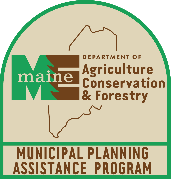 DEPARTMENT OF
maine
Agriculture
Conservation
& Forestry
MUNICIPAL PLANNING
ASSISTANCE PROGRAM